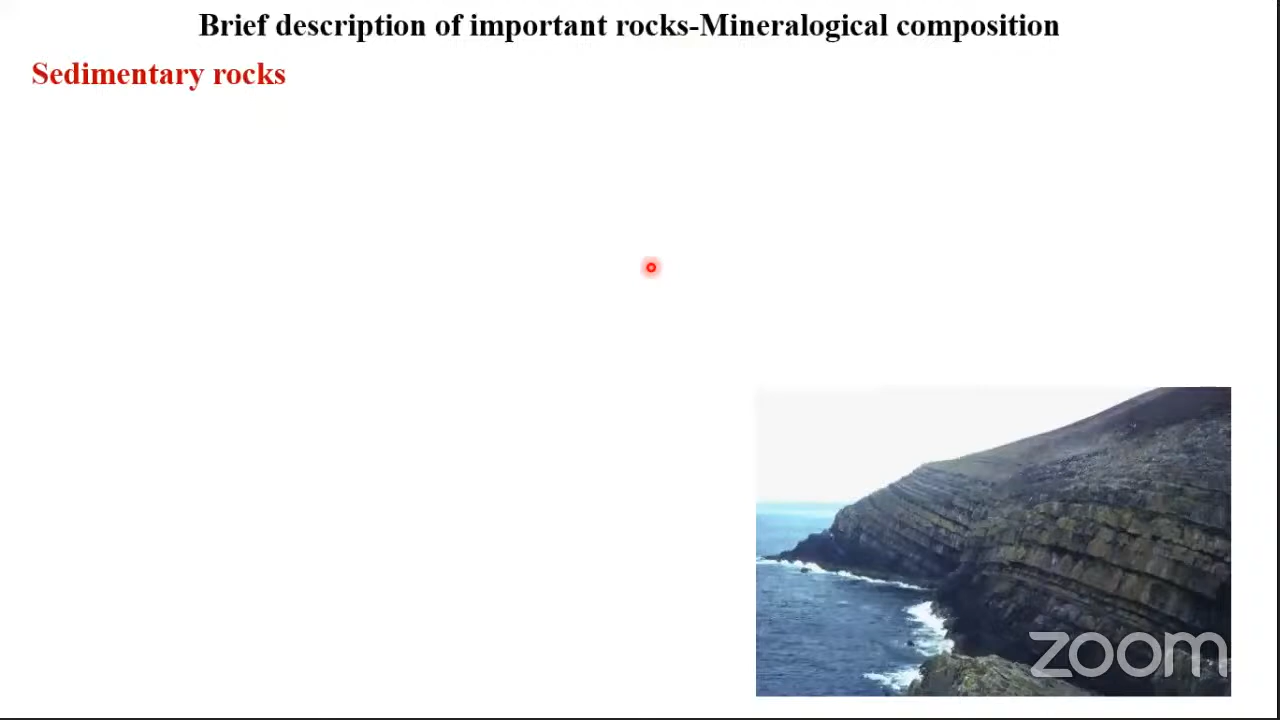 Brief description of important rocks-Mineralogical composition
Sedimentary rocks
zoom